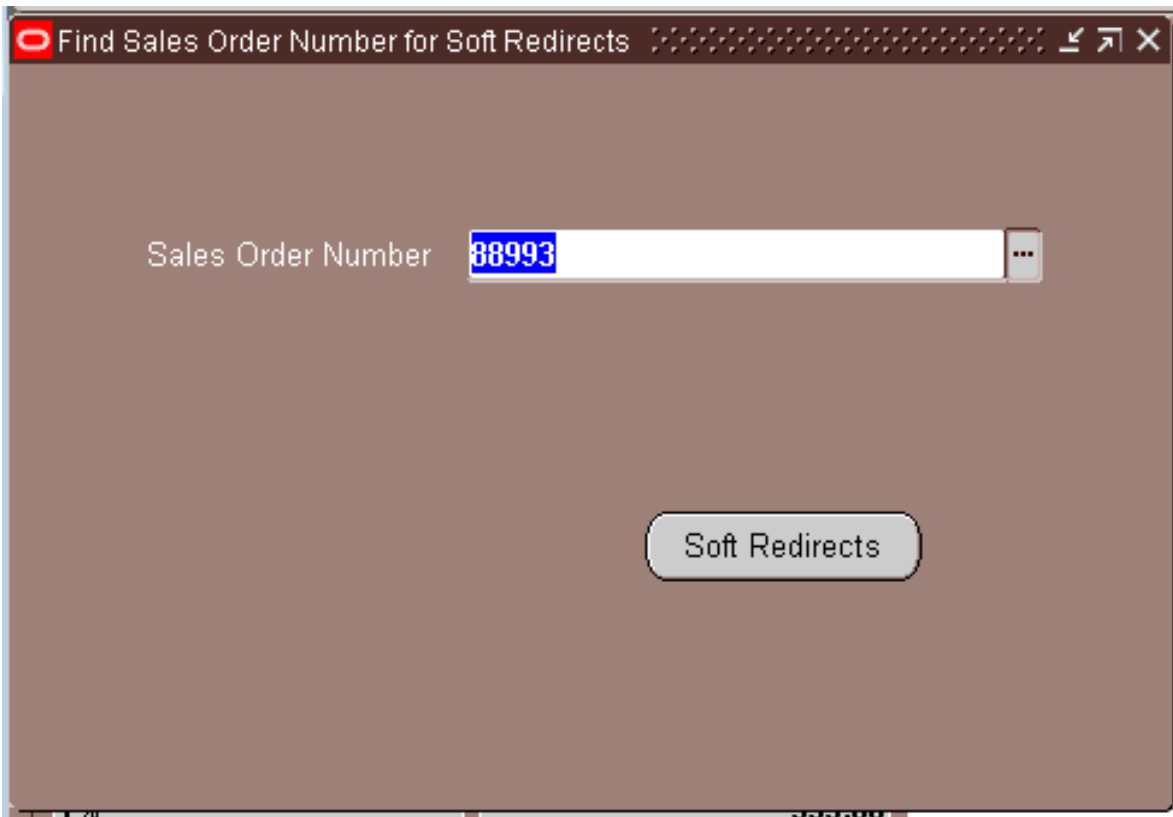 Find Sales Order Number for Soft Redirects
Sales Order Number 88993 ...
Soft Redirects